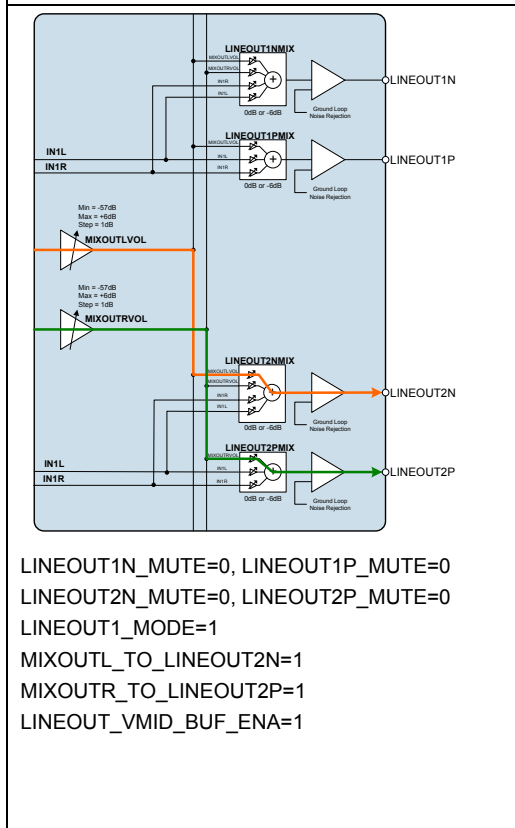 LINEOUT1NMIX
MIXOUTLVOL
MIXOUTRVOL
IN1R
IN1L
0dB or -6dB
Ground Loop
Noise Rejection
LINEOUT1N
LINEOUT1PMIX
MIXOUTLVOL
IN1L
IN1R
0dB or -6dB
Ground Loop
Noise Rejection
LINEOUT1P
IN1L
IN1R
Min = -57dB
Max = +6dB
Step = 1dB
MIXOUTLVOL
Min = -57dB
Max = +6dB
Step = 1dB
MIXOUTRVOL
LINEOUT2NMIX
MIXOUTLVOL
MIXOUTRVOL
IN1R
IN1L
0dB or -6dB
Ground Loop
Noise Rejection
LINEOUT2N
LINEOUT2PMIX
MIXOUTRVOL
IN1L
IN1R
0dB or -6dB
Ground Loop
Noise Rejection
LINEOUT2P
IN1L
IN1R
LINEOUT1N_MUTE=0, LINEOUT1P_MUTE=0
LINEOUT2N_MUTE=0, LINEOUT2P_MUTE=0
LINEOUT1_MODE=1
MIXOUTL_TO_LINEOUT2N=1
MIXOUTR_TO_LINEOUT2P=1
LINEOUT_VMID_BUF_ENA=1